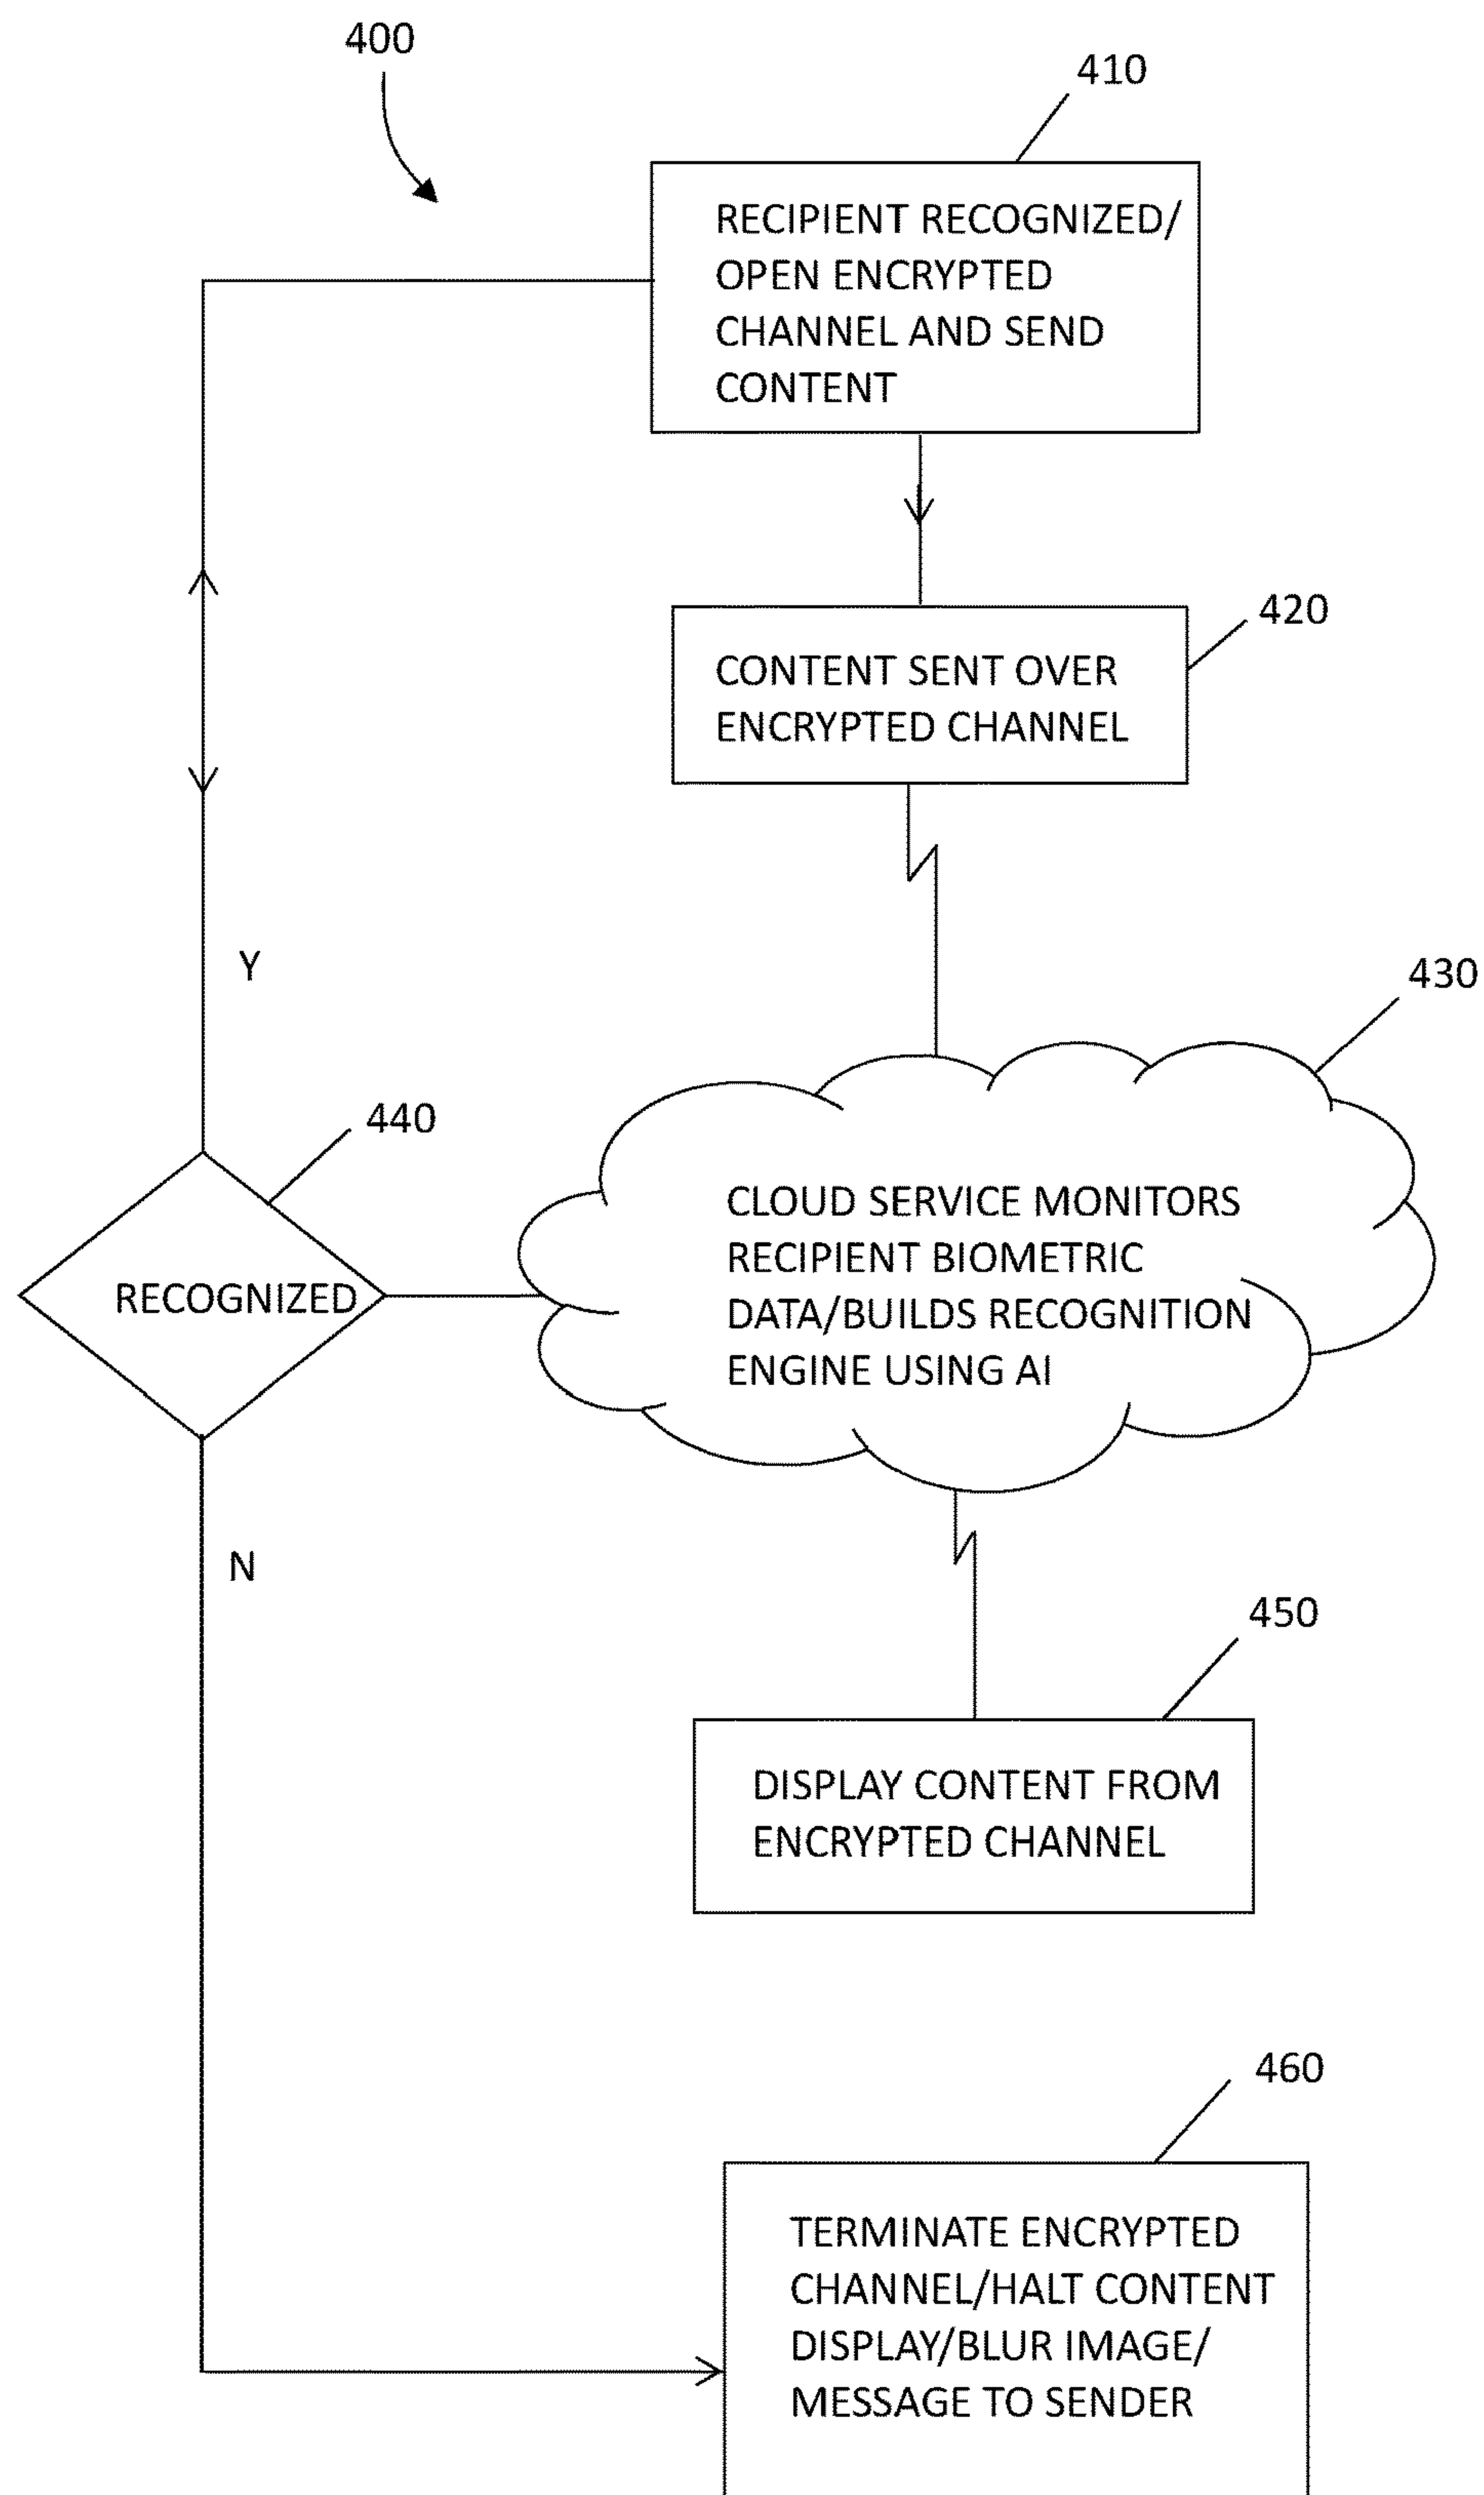 400
410
RECIPIENT RECOGNIZED/
OPEN ENCRYPTED
CHANNEL AND SEND
CONTENT
420
CONTENT SENT OVER
ENCRYPTED CHANNEL
Y
430
440
CLOUD SERVICE MONITORS
RECIPIENT BIOMETRIC
DATA/BUILDS RECOGNITION
ENGINE USING AI
RECOGNIZED
N
450
DISPLAY CONTENT FROM
ENCRYPTED CHANNEL
460
TERMINATE ENCRYPTED
CHANNEL/HALT CONTENT
DISPLAY/BLUR IMAGE/
MESSAGE TO SENDER